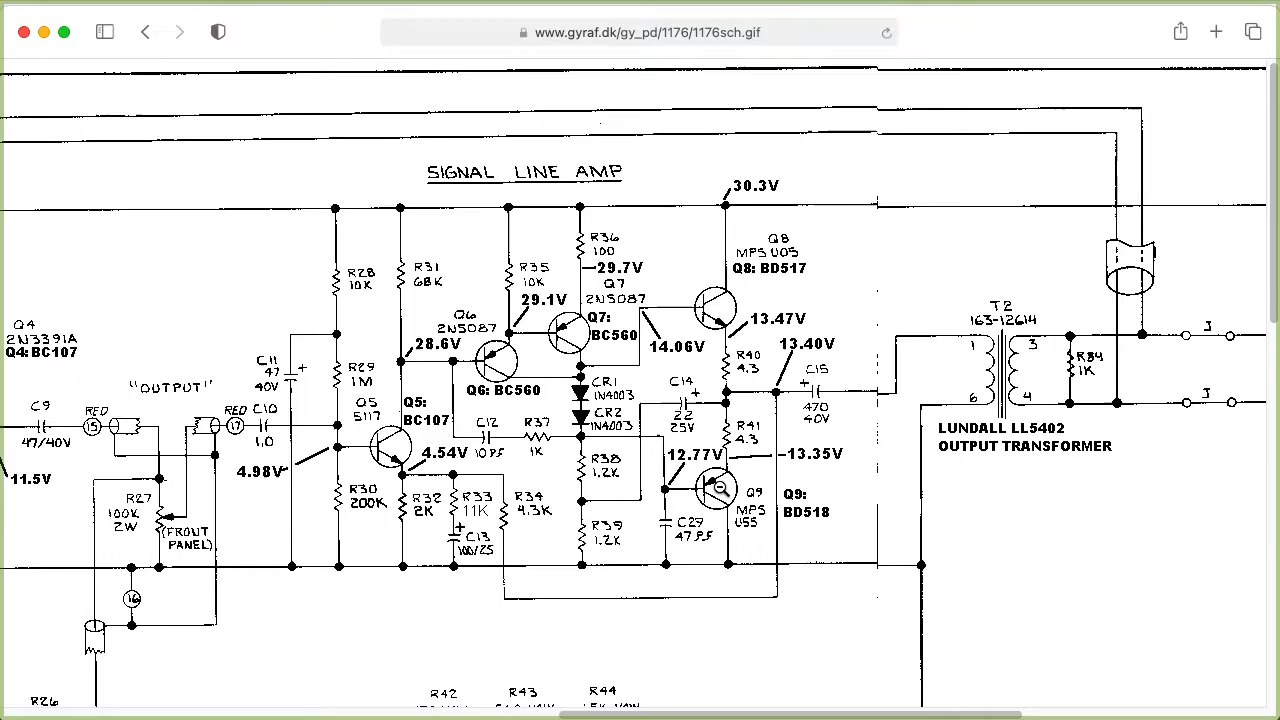 www.gyraf.dk/gy_pd/1176/1176sch.gif
SIGNAL LINE AMP
30.3V
Q8
MPS U05
Q8: BD517
R36
100
29.7V
Q7
2N5087
Q7:
BC560
R28
10K
R31
68K
R35
10K
29.1V
Q6
2N5087
Q6: BC560
28.6V
Q4
2N3391A
Q4: BC107
C11
47
40V
R29
1M
Q5
5117
Q5:
BC107
14.06V
13.47V
13.40V
R40
4.3
C15
470
40V
T2
163-12614
1
3
6
4
R84
1K
J
J
LUNDALL LL5402
OUTPUT TRANSFORMER
"OUTPUT"
C9
47/40V
RED
15
RED
17
C10
1.0
CR1
1N4003
CR2
1N4003
C14
22
25V
R41
4.3
C12
10PF
R37
1K
11.5V
4.98V
4.54V
12.77V
13.35V
R27
100K
2W
(FRONT
PANEL)
R30
200K
R32
2K
R33
11K
C13
100/25
R34
4.3K
R38
1.2K
R39
1.2K
C29
47PF
Q9
MPS
U55
Q9:
BD518
16
R26
R42
R43
R44